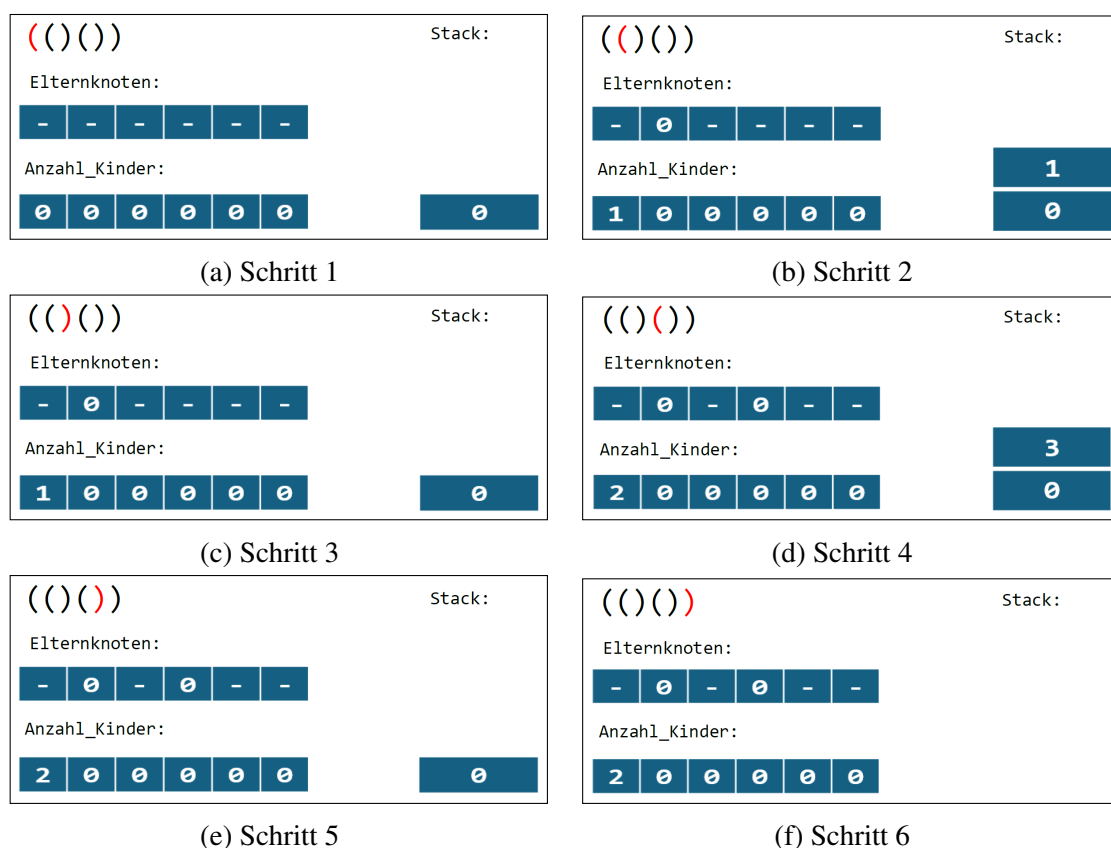 (()()) Stack:
Elternknoten:
- - - - - -
Anzahl_Kinder:
0 0 0 0 0 0 0
(a) Schritt 1
(()()) Stack:
Elternknoten:
- 0 - - - -
1
Anzahl_Kinder:
1 0 0 0 0 0 0
(b) Schritt 2
(()()) Stack:
Elternknoten:
- 0 - - - -
Anzahl_Kinder:
1 0 0 0 0 0 0
(c) Schritt 3
(()()) Stack:
Elternknoten:
- 0 - 0 - -
3
Anzahl_Kinder:
2 0 0 0 0 0 0
(d) Schritt 4
(()()) Stack:
Elternknoten:
- 0 - 0 - -
Anzahl_Kinder:
2 0 0 0 0 0 0
(e) Schritt 5
(()()) Stack:
Elternknoten:
- 0 - 0 - -
Anzahl_Kinder:
2 0 0 0 0 0
(f) Schritt 6